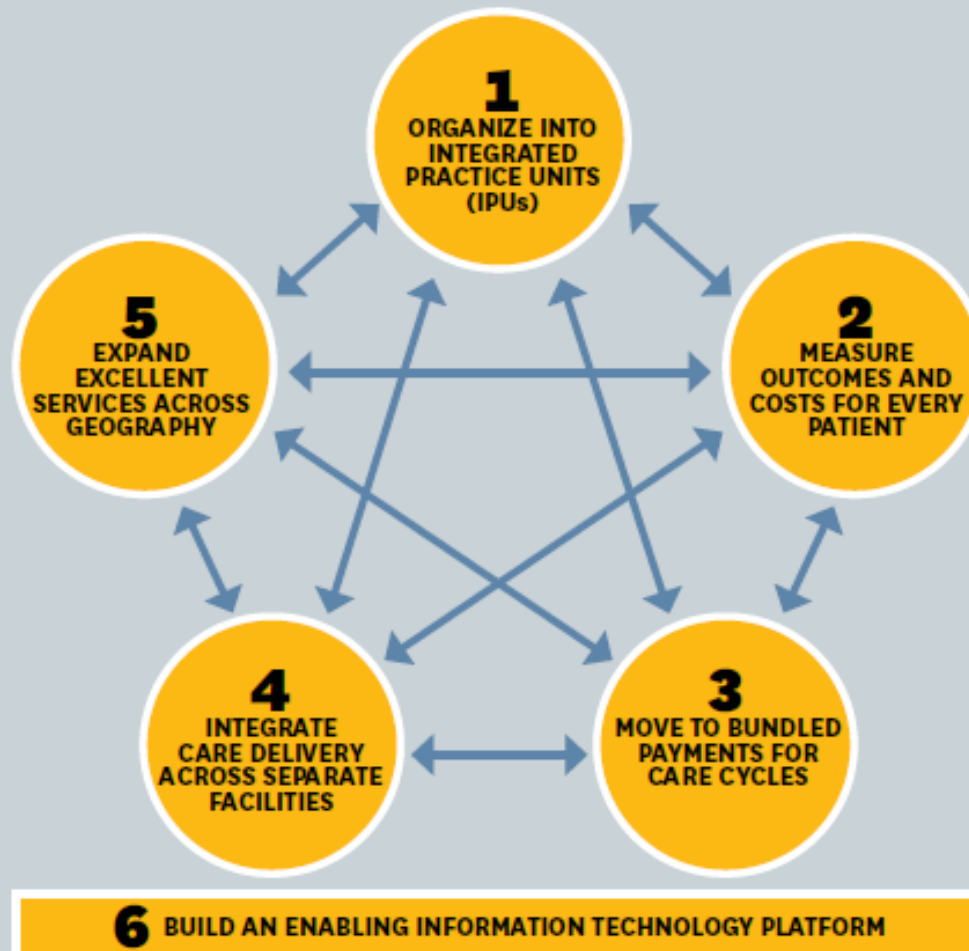 1
ORGANIZE INTO
INTEGRATED
PRACTICE UNITS
(IPUs)
2
MEASURE
OUTCOMES AND
COSTS FOR EVERY
PATIENT
3
MOVE TO BUNDLED
PAYMENTS FOR
CARE CYCLES
4
INTEGRATE
CARE DELIVERY
ACROSS SEPARATE
FACILITIES
5
EXPAND
EXCELLENT
SERVICES ACROSS
GEOGRAPHY
6 BUILD AN ENABLING INFORMATION TECHNOLOGY PLATFORM